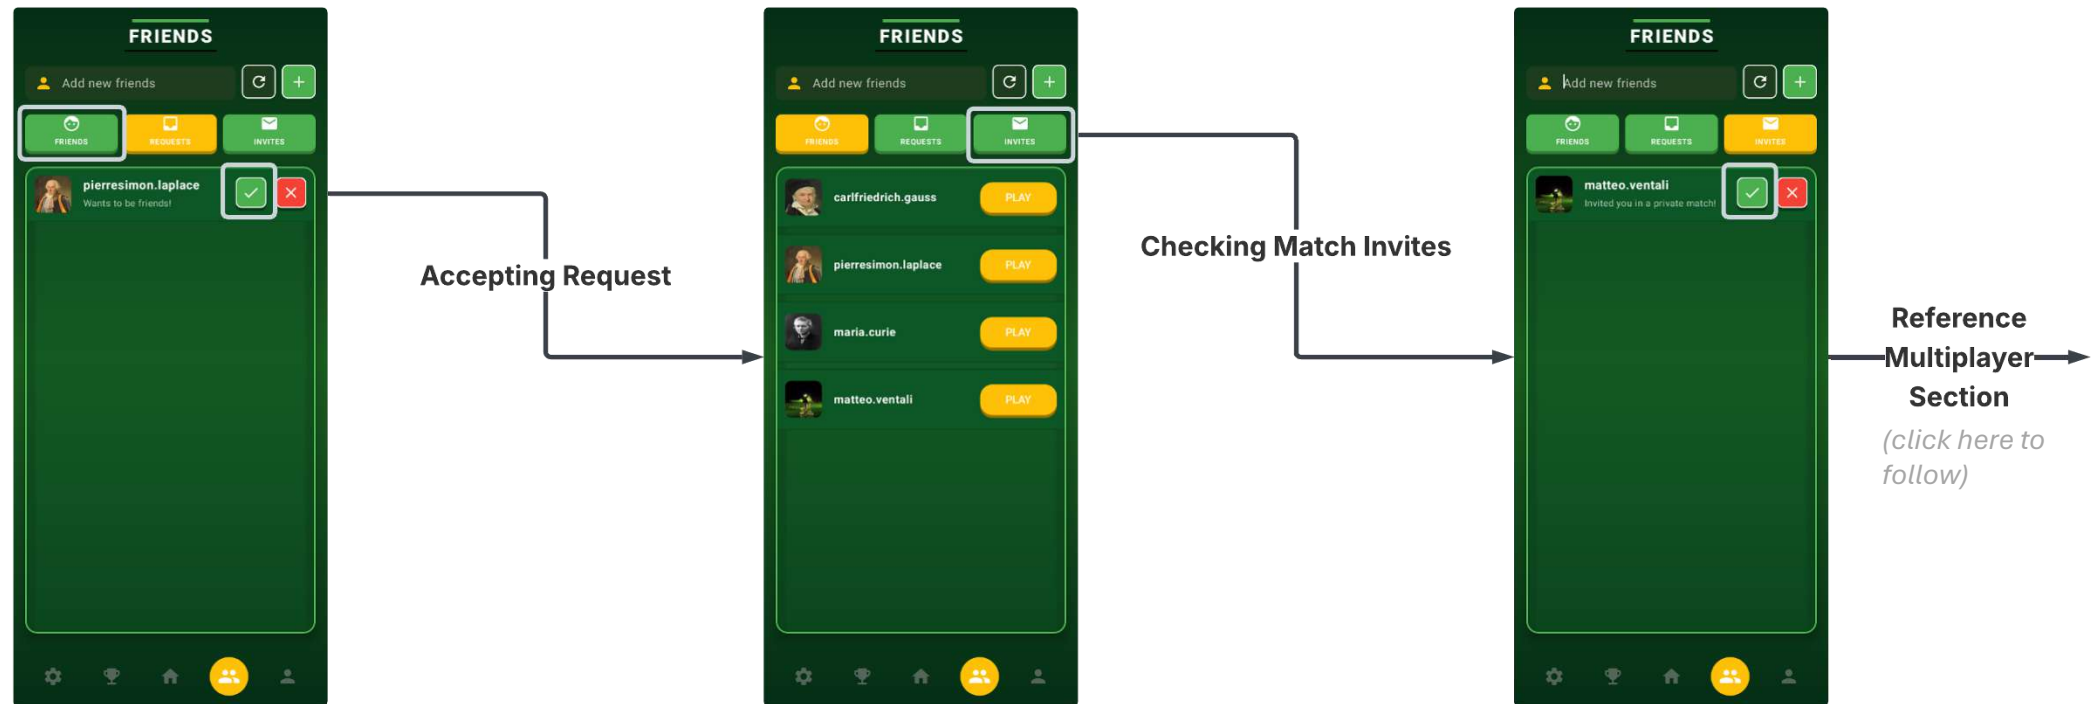 FRIENDS
Add new friends
FRIENDS
REQUESTS
INVITES
pierresimon.laplace
Wants to be friends!
Accepting Request
FRIENDS
Add new friends
FRIENDS
REQUESTS
INVITES
carlfriedrich.gauss
PLAY
pierresimon.laplace
PLAY
maria.curie
PLAY
matteo.ventali
PLAY
Checking Match Invites
FRIENDS
Add new friends
FRIENDS
REQUESTS
INVITES
matteo.ventali
Invited you in a private match!
Reference
Multiplayer
Section
(click here to
follow)